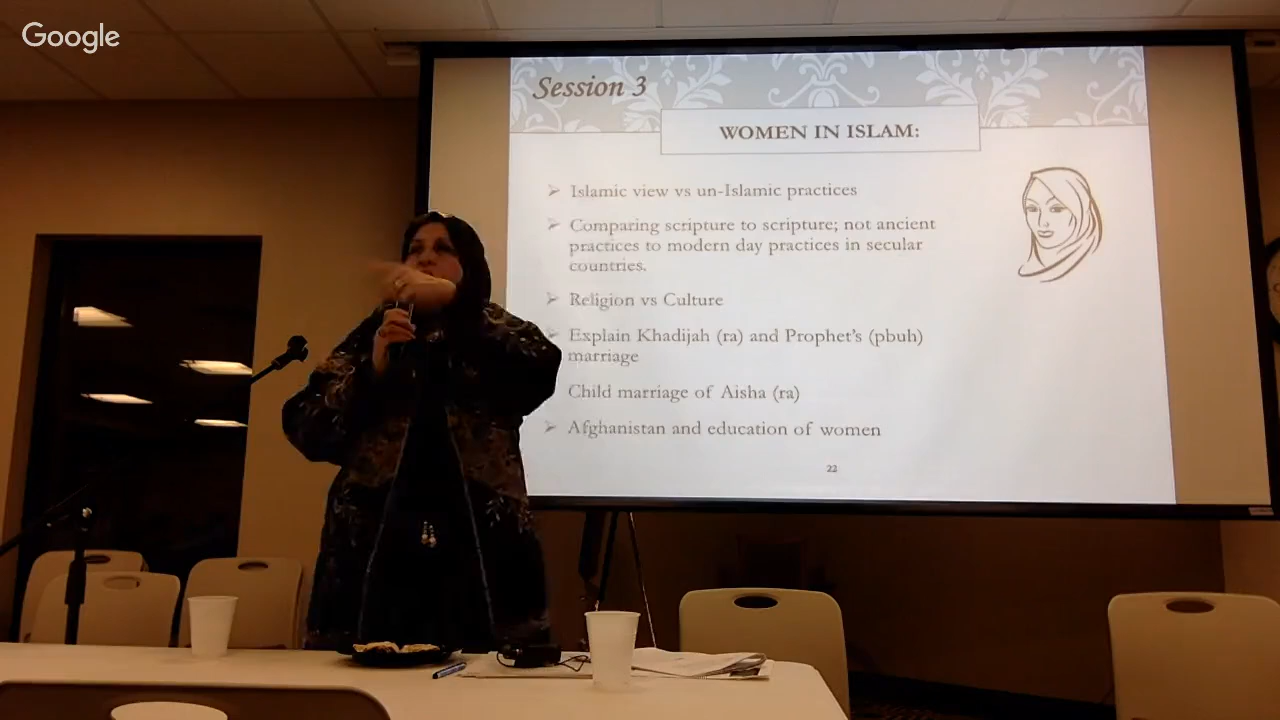 Google
Session 3
WOMEN IN ISLAM:
Islamic view vs un-Islamic practices
Comparing scripture to scripture; not ancient
practices to modern day practices in secular
countries.
Religion vs Culture
Explain Khadijah (ra) and Prophet's (pbuh)
marriage
Child marriage of Aisha (ra)
Afghanistan and education of women
22